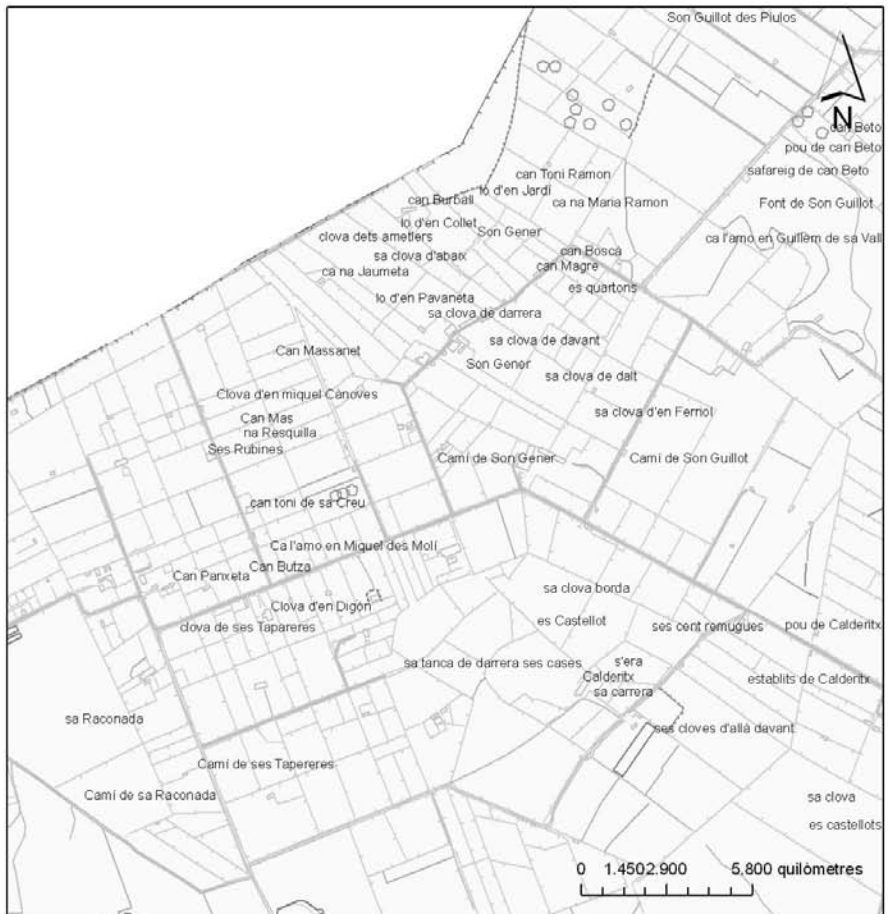 Son Guillot des Piulos
N
can Beto
pou de can Beto
safareig de can Beto
can Toni Ramon
lo d'en Jardí
can Burball
ca na Maria Ramon
Font de Son Guillot
lo d'en Collet
Son Gener
clova dets ametlers
ca l'amo en Guillem de sa Vall
can Boscà
sa clova d'abaix
can Magre
ca na Jaumeta
es quartons
lo d'en Pavaneta
sa clova de darrera
sa clova de davant
Can Massanet
Son Gener
sa clova de dalt
Clova d'en miquel Cànoves
sa clova d'en Ferriol
Can Mas
na Resquilla
Ses Rubines
Camí de Son Gener
Camí de Son Guillot
can toni de sa Creu
Ca l'amo en Miquel des Molí
Can Butza
Can Panxeta
sa clova borda
Clova d'en Digón
es Castellot
clova de ses Tapareres
ses cent remugues
pou de Calderitx
sa tanca de darrera ses cases
s'era
Calderitx
establits de Calderitx
sa carrera
sa Raconada
ses cloves d'allà davant
Camí de ses Tapereres
Camí de sa Raconada
sa clova
es castellots
0 1.450 2.900 5.800 quilòmetres